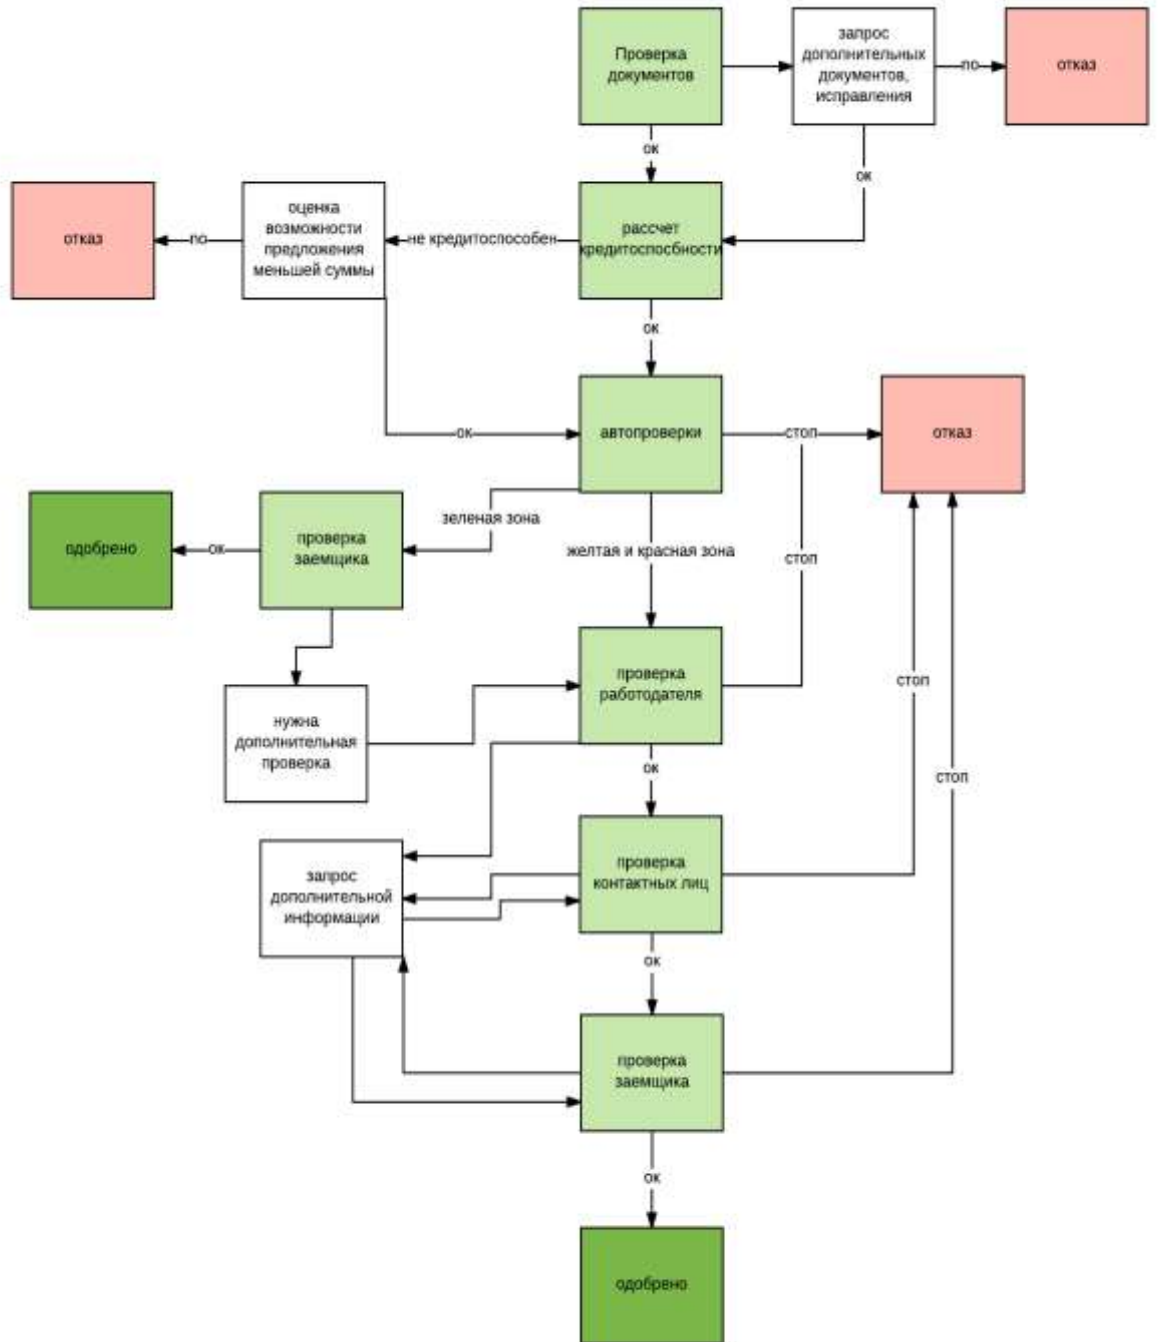 Проверка
документов
запрос
дополнительных
документов,
исправления
no
отказ
ок
ок
отказ
no
оценка
возможности
предложения
меньшей суммы
не кредитоспособен
рассчет
кредитоспосбности
ок
ок
автопроверки
стоп
отказ
одобрено
ок
проверка
заемщика
зеленая зона
желтая и красная зона
стоп
нужна
дополнительная
проверка
проверка
работодателя
стоп
ок
стоп
запрос
дополнительной
информации
проверка
контактных лиц
ок
проверка
заемщика
ок
одобрено